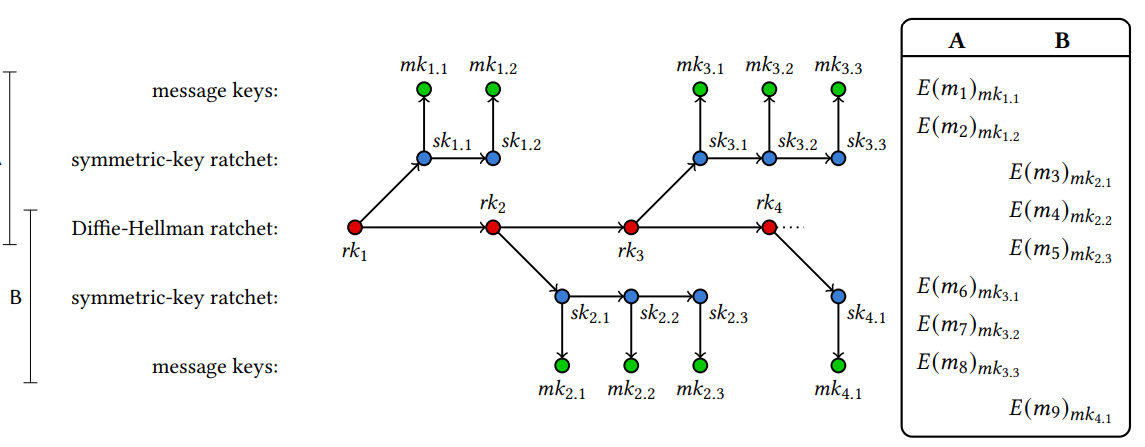 A B
mk1.1 mk1.2 mk3.1 mk3.2 mk3.3
message keys:
E(m1)mk1.1
E(m2)mk1.2
symmetric-key ratchet: sk1.1 sk1.2 sk3.1 sk3.2 sk3.3
E(m3)mk2.1
rk2 rk4
E(m4)mk2.2
Diffie-Hellman ratchet:
rk1 rk3
E(m5)mk2.3
E(m6)mk3.1
B symmetric-key ratchet: sk2.1 sk2.2 sk2.3 sk4.1
E(m7)mk3.2
message keys:
E(m8)mk3.3
mk2.1 mk2.2 mk2.3 mk4.1
E(m9)mk4.1